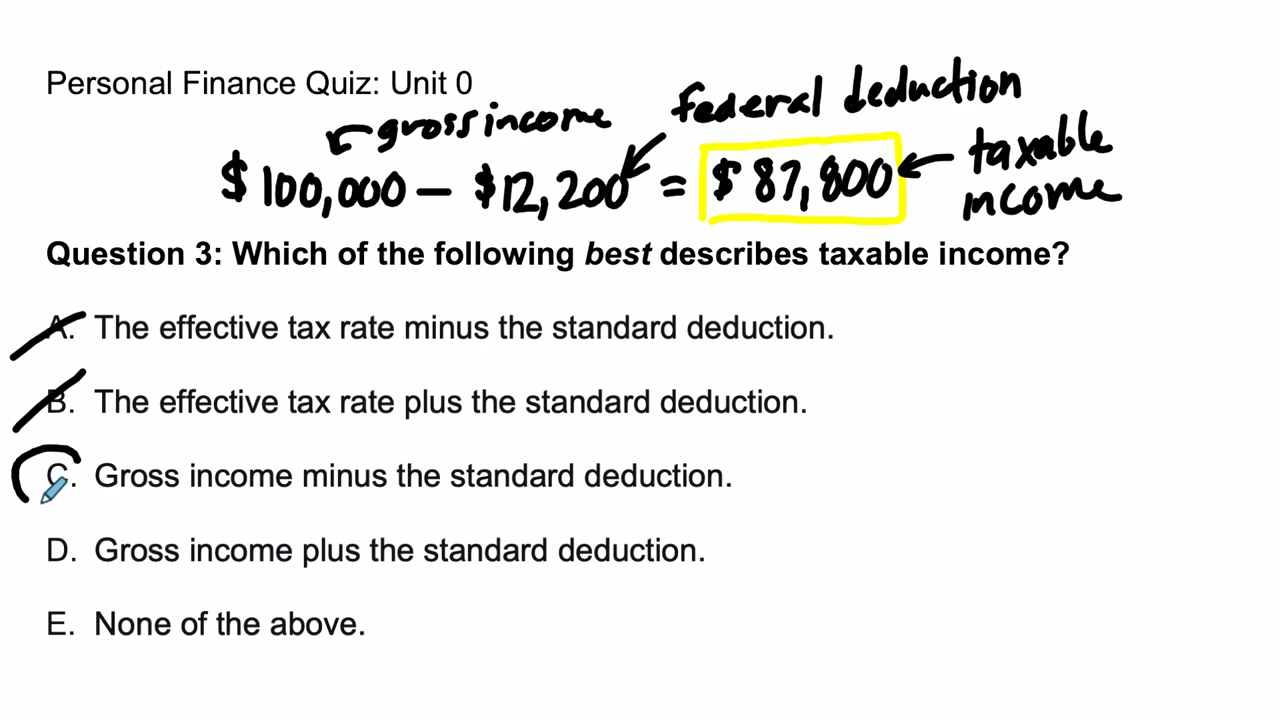 Personal Finance Quiz: Unit 0
gross income
federal deduction
$100,000 – $12,200 = $87,800
taxable
income
Question 3: Which of the following best describes taxable income?
A. The effective tax rate minus the standard deduction.
B. The effective tax rate plus the standard deduction.
C. Gross income minus the standard deduction.
D. Gross income plus the standard deduction.
E. None of the above.